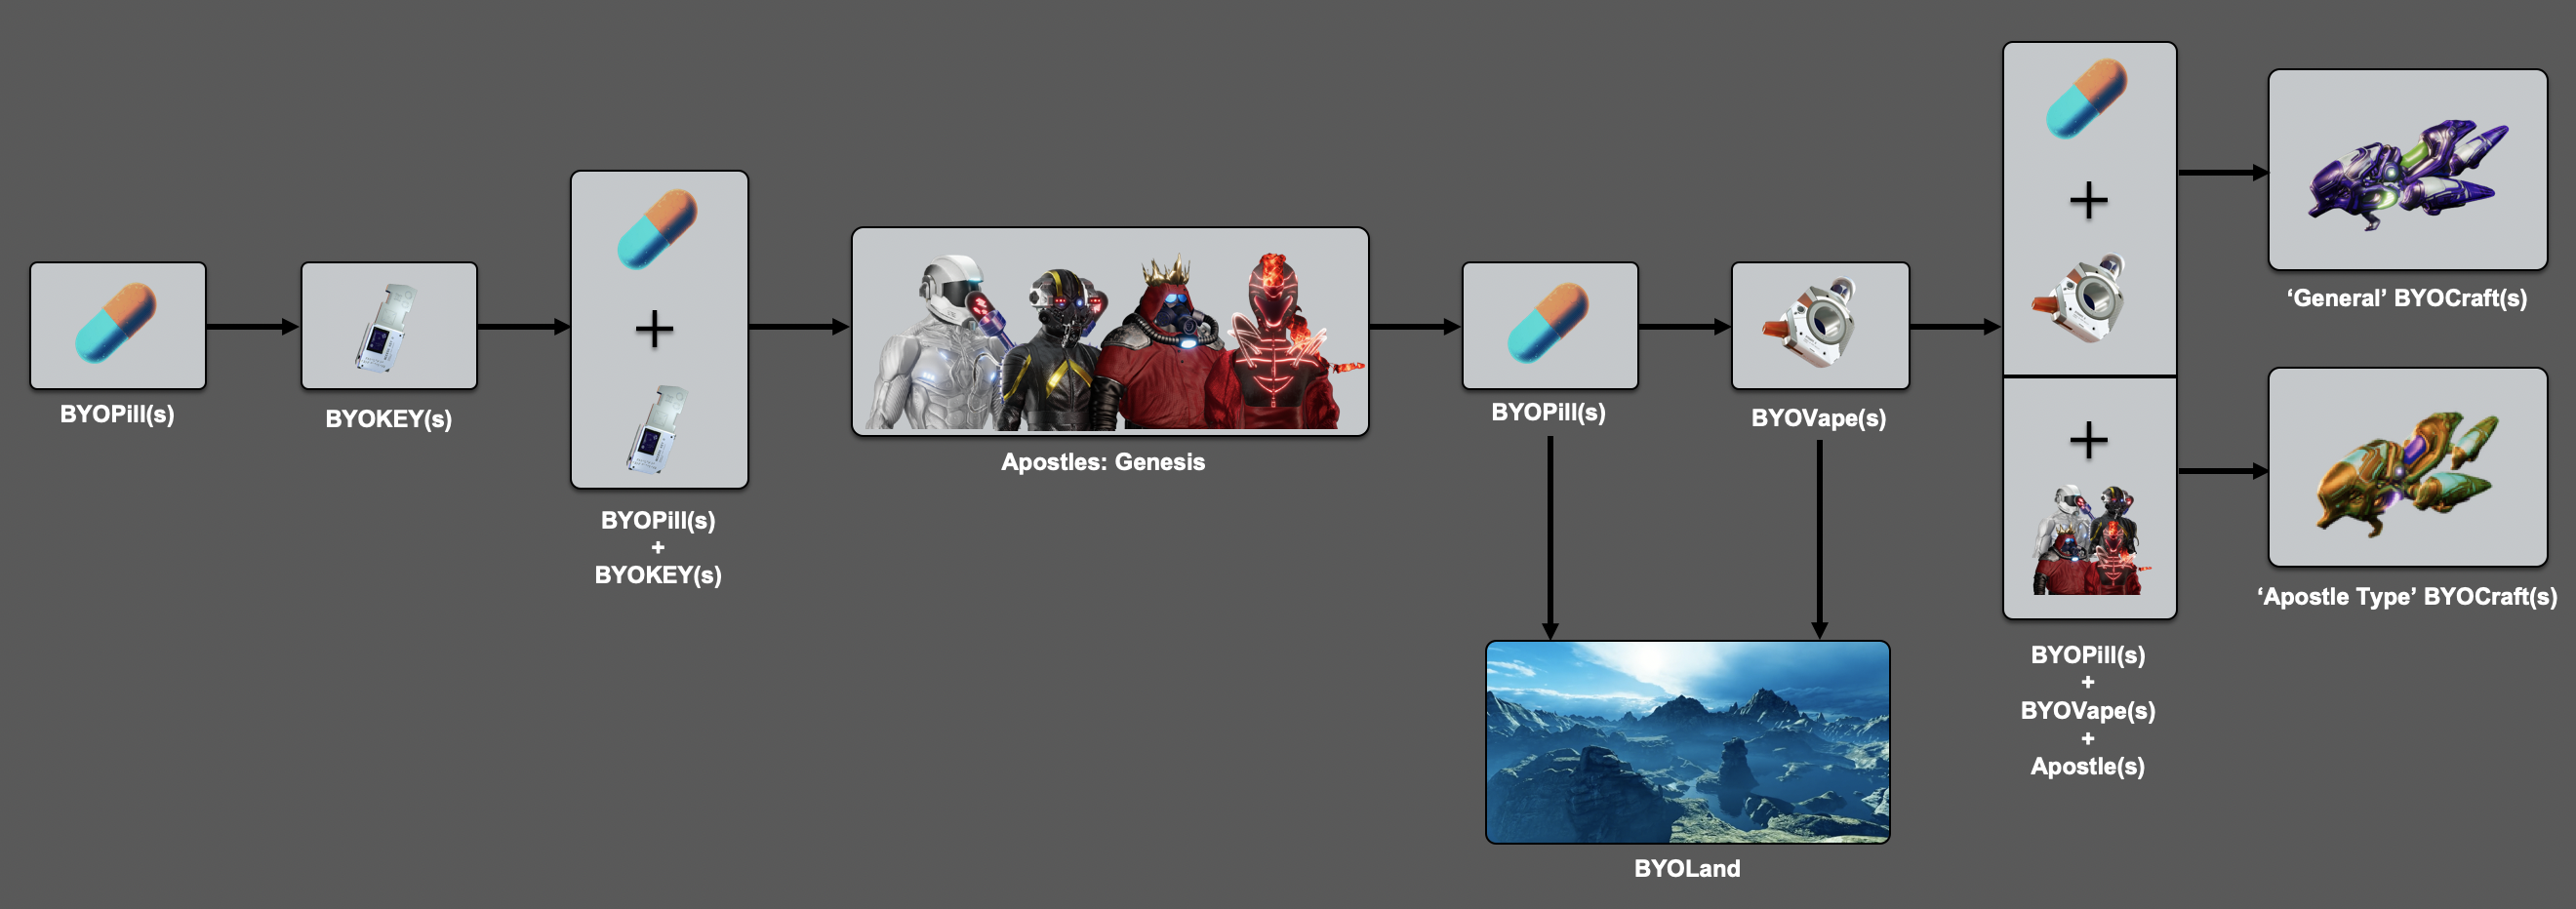 BYOPill(s)
BYOKEY(s)
BYOPill(s)
+
BYOKEY(s)
Apostles: Genesis
BYOPill(s)
BYOVape(s)
BYOLand
BYOPill(s)
+
BYOVape(s)
+
Apostle(s)
‘General’ BYOCraft(s)
‘Apostle Type’ BYOCraft(s)